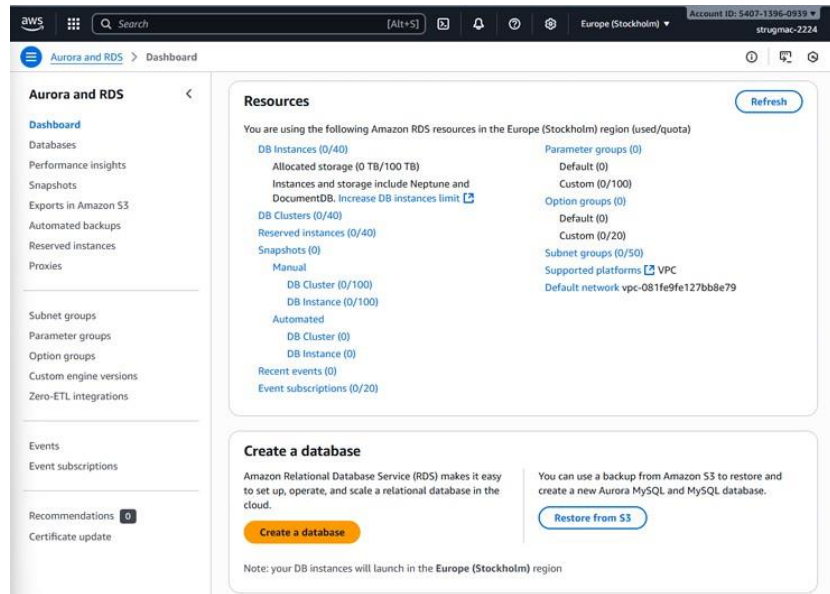 aws
Search [Alt+S]
Europe (Stockholm)
Account ID: 5407-1396-0939
strugmac-2224
Aurora and RDS > Dashboard
Aurora and RDS
Dashboard
Databases
Performance insights
Snapshots
Exports in Amazon S3
Automated backups
Reserved instances
Proxies
Subnet groups
Parameter groups
Option groups
Custom engine versions
Zero-ETL integrations
Events
Event subscriptions
Recommendations 0
Certificate update
Resources
Refresh
You are using the following Amazon RDS resources in the Europe (Stockholm) region (used/quota)
DB Instances (0/40)
Allocated storage (0 TB/100 TB)
Instances and storage include Neptune and
DocumentDB. Increase DB instances limit
DB Clusters (0/40)
Reserved instances (0/40)
Snapshots (0)
Manual
DB Cluster (0/100)
DB Instance (0/100)
Automated
DB Cluster (0)
DB Instance (0)
Recent events (0)
Event subscriptions (0/20)
Parameter groups (0)
Default (0)
Custom (0/100)
Option groups (0)
Default (0)
Custom (0/20)
Subnet groups (0/50)
Supported platforms VPC
Default network vpc-081fe9fe127bb8e79
Create a database
Amazon Relational Database Service (RDS) makes it easy
to set up, operate, and scale a relational database in the
cloud.
Create a database
You can use a backup from Amazon S3 to restore and
create a new Aurora MySQL and MySQL database.
Restore from S3
Note: your DB instances will launch in the Europe (Stockholm) region